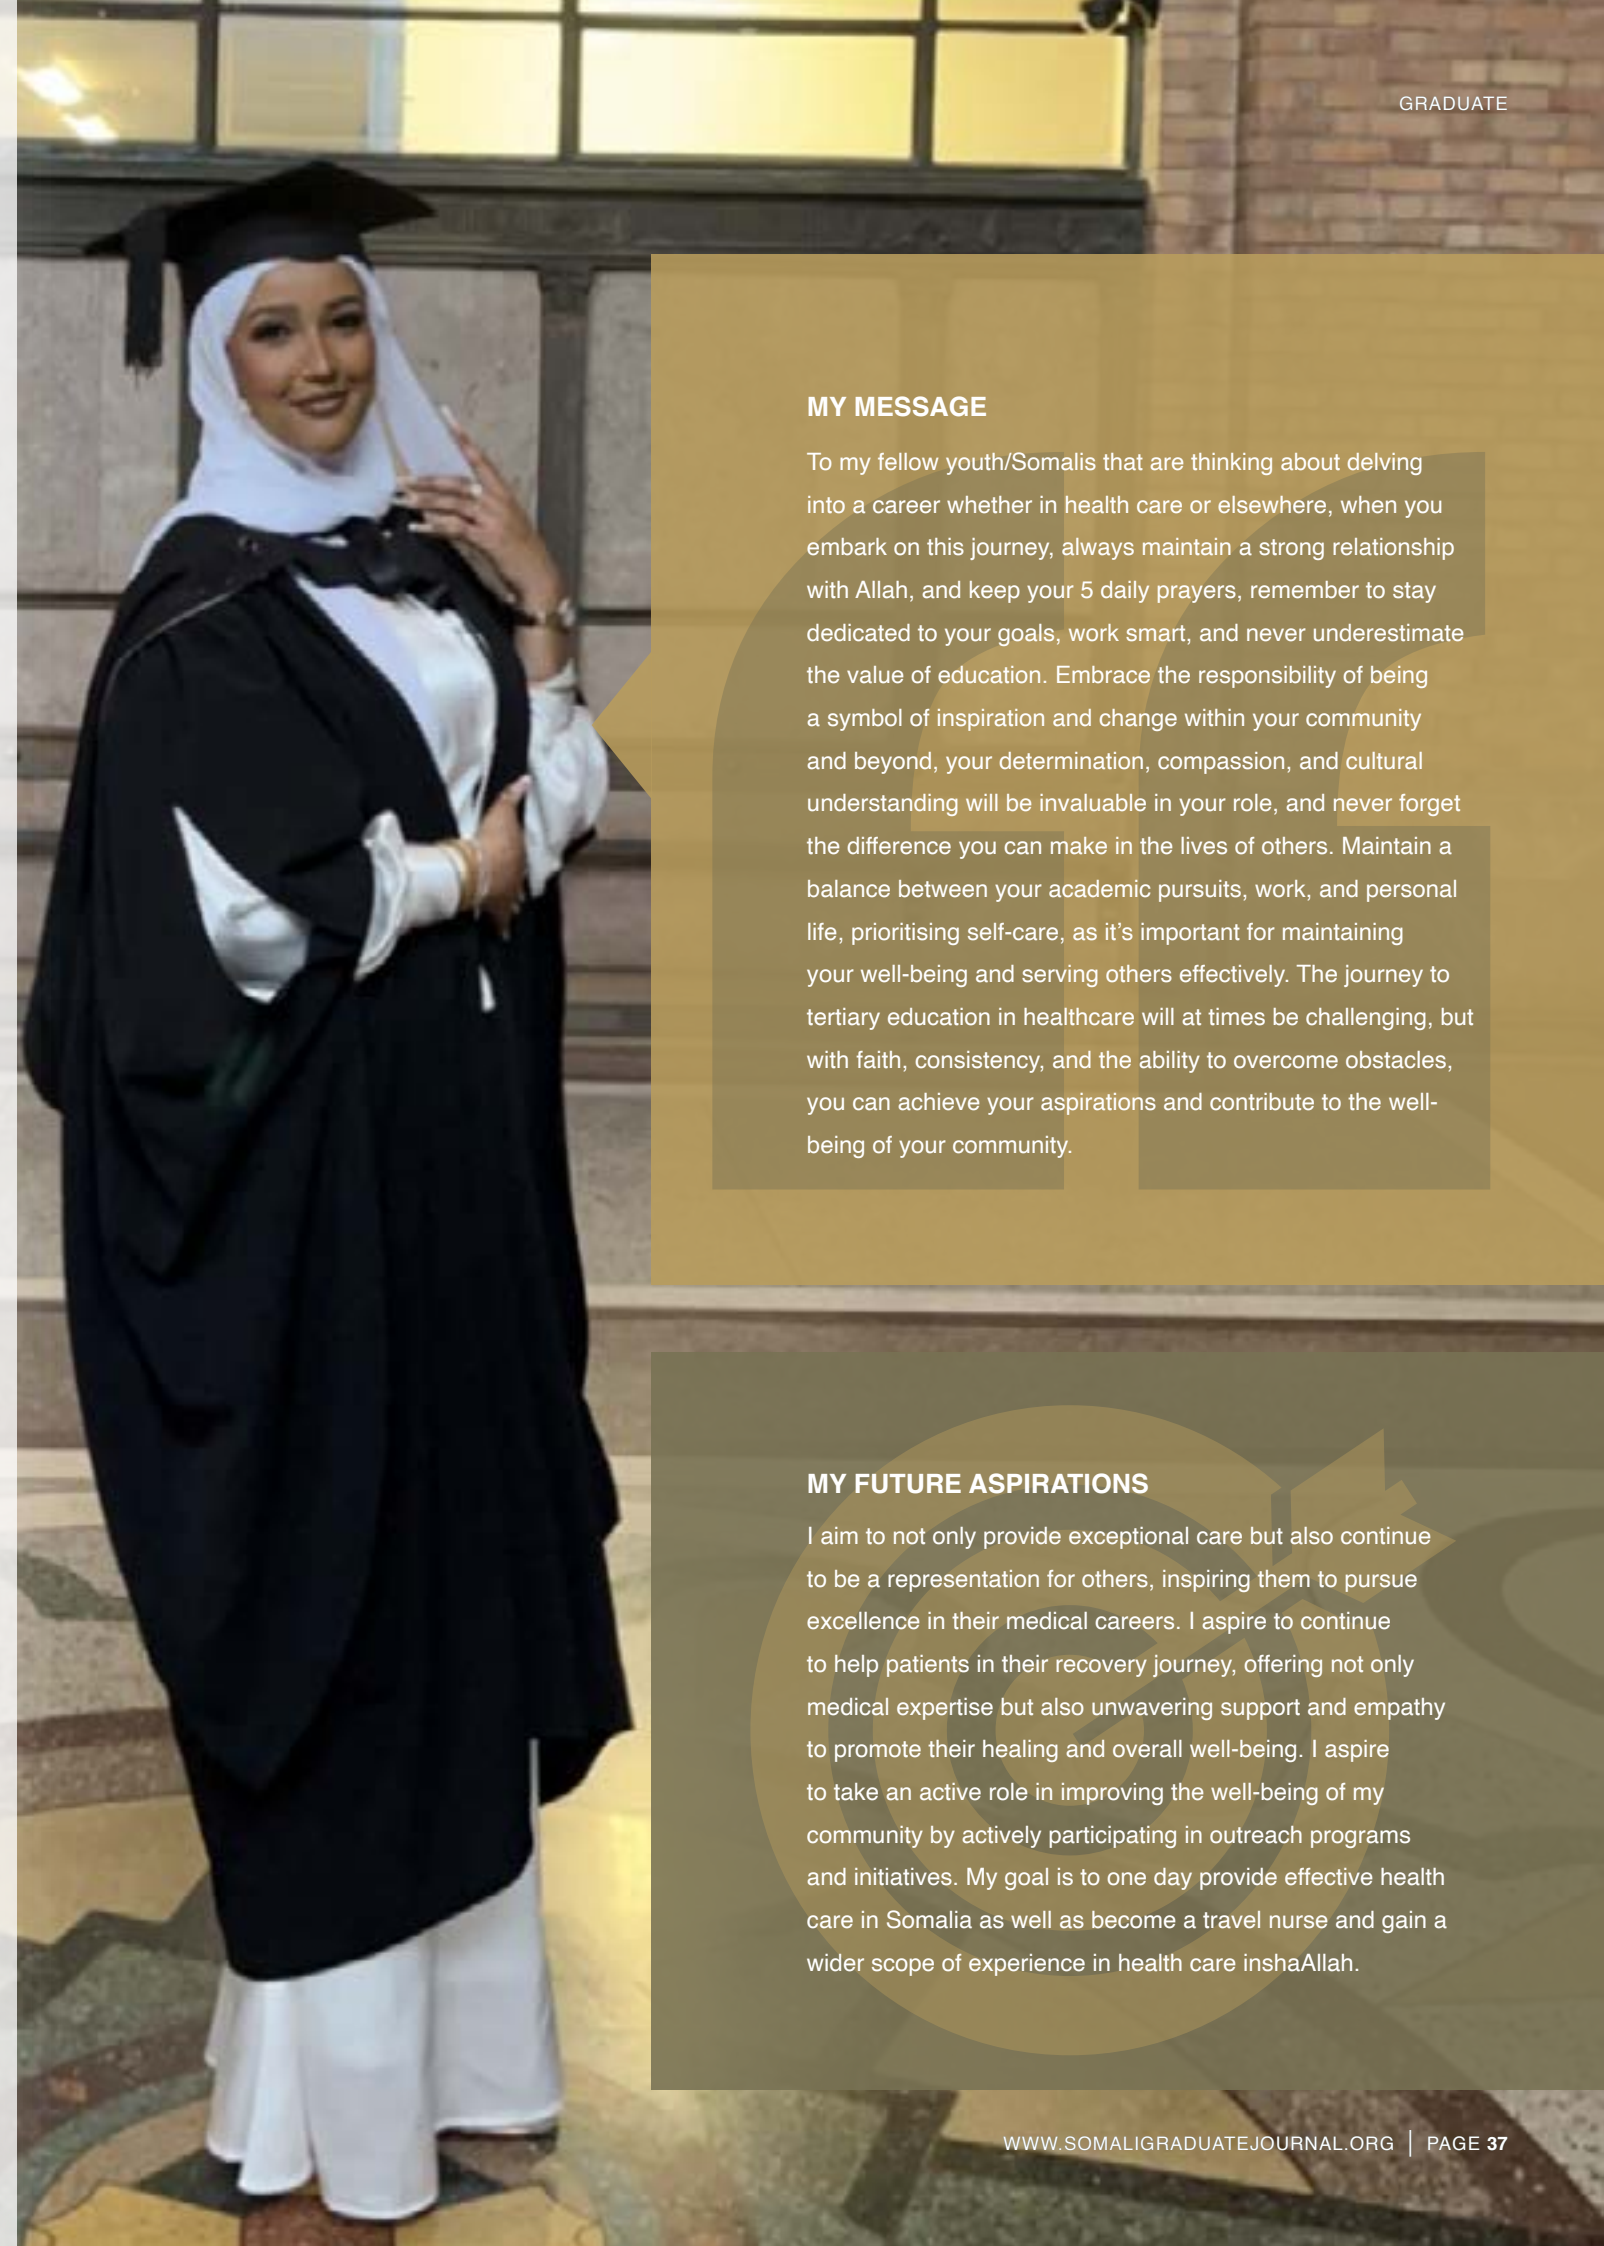 GRADUATE
MY MESSAGE
To my fellow youth/Somalis that are thinking about delving
into a career whether in health care or elsewhere, when you
embark on this journey, always maintain a strong relationship
with Allah, and keep your 5 daily prayers, remember to stay
dedicated to your goals, work smart, and never underestimate
the value of education. Embrace the responsibility of being
a symbol of inspiration and change within your community
and beyond, your determination, compassion, and cultural
understanding will be invaluable in your role, and never forget
the difference you can make in the lives of others. Maintain a
balance between your academic pursuits, work, and personal
life, prioritising self-care, as it’s important for maintaining
your well-being and serving others effectively. The journey to
tertiary education in healthcare will at times be challenging, but
with faith, consistency, and the ability to overcome obstacles,
you can achieve your aspirations and contribute to the well-
being of your community.
MY FUTURE ASPIRATIONS
I aim to not only provide exceptional care but also continue
to be a representation for others, inspiring them to pursue
excellence in their medical careers. I aspire to continue
to help patients in their recovery journey, offering not only
medical expertise but also unwavering support and empathy
to promote their healing and overall well-being. I aspire
to take an active role in improving the well-being of my
community by actively participating in outreach programs
and initiatives. My goal is to one day provide effective health
care in Somalia as well as become a travel nurse and gain a
wider scope of experience in health care inshaAllah.
WWW.SOMALIGRADUATEJOURNAL.ORG | PAGE 37